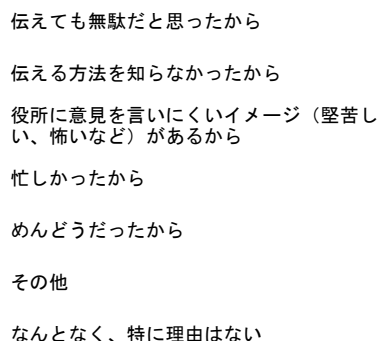 伝えても無駄だと思ったから
伝える方法を知らなかったから
役所に意見を言いにくいイメージ（堅苦し
い、怖いなど）があるから
忙しかったから
めんどうだったから
その他
なんとなく、特に理由はない